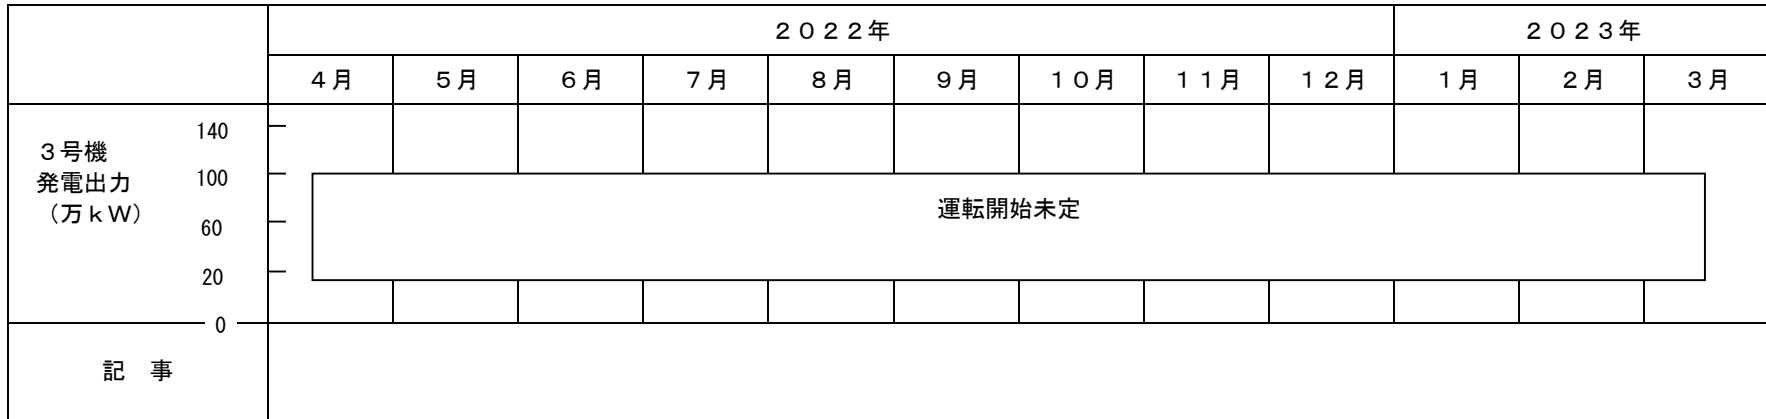 ２０２２年 ２０２３年
４月 ５月 ６月 ７月 ８月 ９月 １０月 １１月 １２月 １月 ２月 ３月
３号機
発電出力
（万ｋＷ）
140
100
60
20
0
運転開始未定
記　事